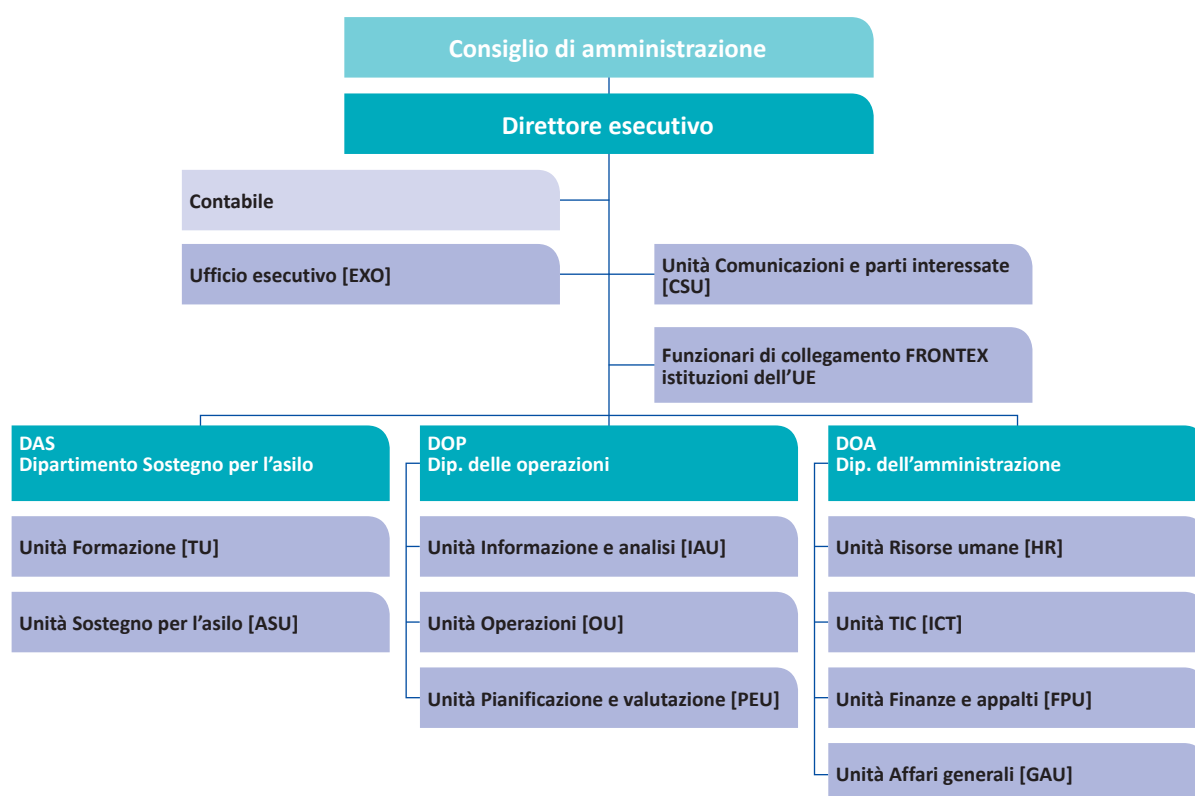 Consiglio di amministrazione
Direttore esecutivo
Contabile
Ufficio esecutivo [EXO]
Unità Comunicazioni e parti interessate
[CSU]
Funzionari di collegamento FRONTEX
istituzioni dell’UE
DAS
Dipartimento Sostegno per l’asilo
Unità Formazione [TU]
Unità Sostegno per l’asilo [ASU]
DOP
Dip. delle operazioni
Unità Informazione e analisi [IAU]
Unità Operazioni [OU]
Unità Pianificazione e valutazione [PEU]
DOA
Dip. dell’amministrazione
Unità Risorse umane [HR]
Unità TIC [ICT]
Unità Finanze e appalti [FPU]
Unità Affari generali [GAU]